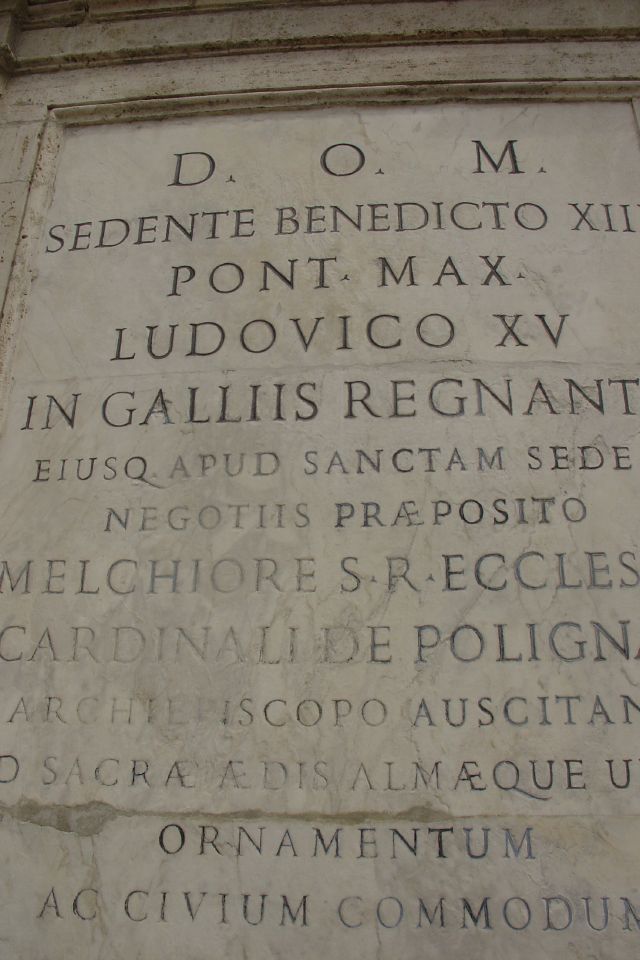 D. O. M.
SEDENTE BENEDICTO XIII
PONT. MAX.
LUDOVICO XV
IN GALLIIS REGNANT
EIUSQ. APUD SANCTAM SEDE
NEGOTIIS PRÆPOSITO
MELCHIORE S. R. ECCLES
CARDINALI DE POLIGNA
ARCHIEPISCOPO AUSCITAN
D SACRÆ ÆDIS ALMÆQUE U
ORNAMENTUM
AC CIVIUM COMMODUM